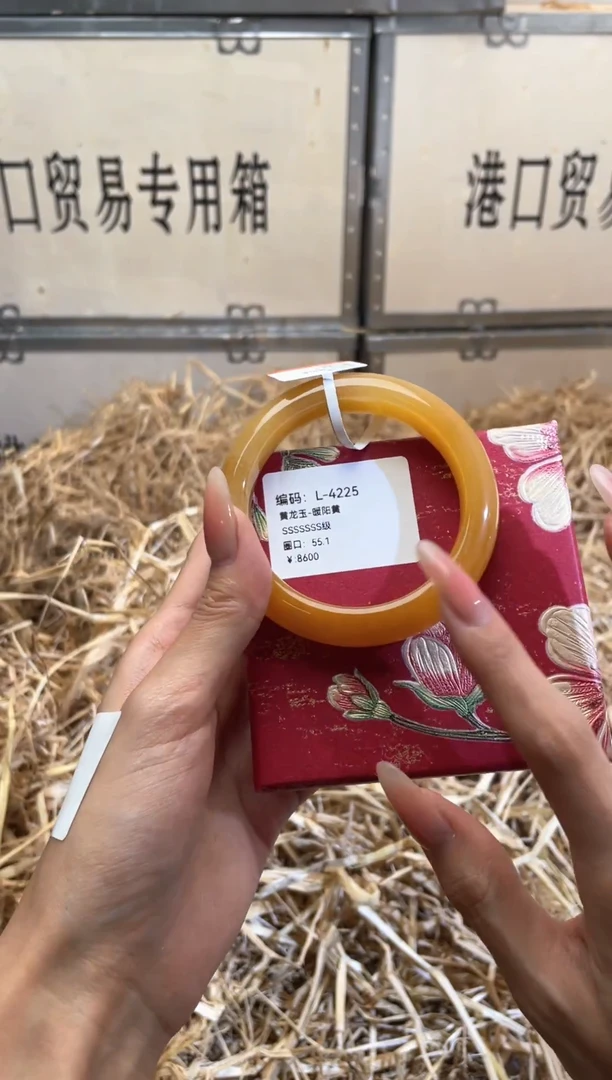 口贸易专用箱
港口贸易
编码：L-4225
黄龙玉-暖阳黄
SSSSSSS级
圈口：55.1
￥:8600